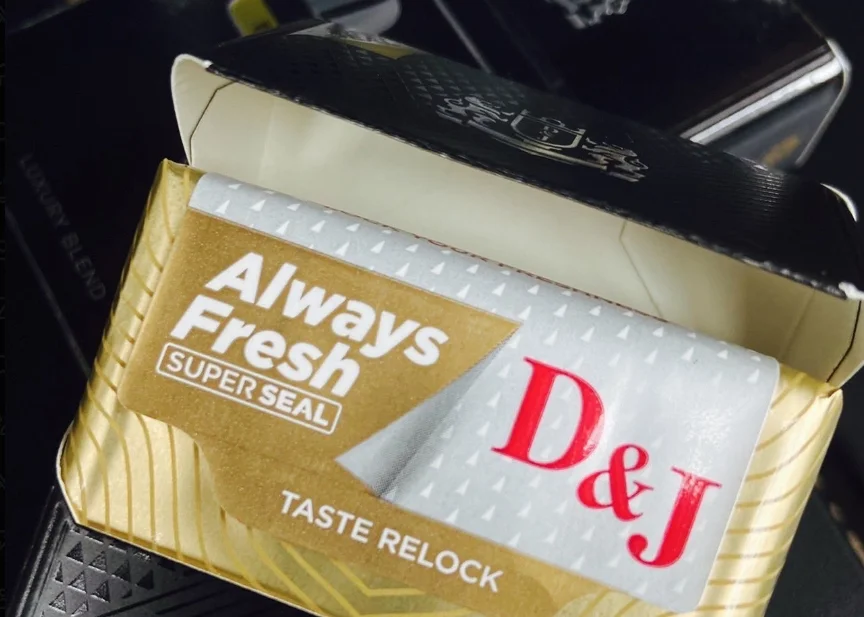 LUXURY BLEND
Always
Fresh
SUPER SEAL
D&J
TASTE RELOCK